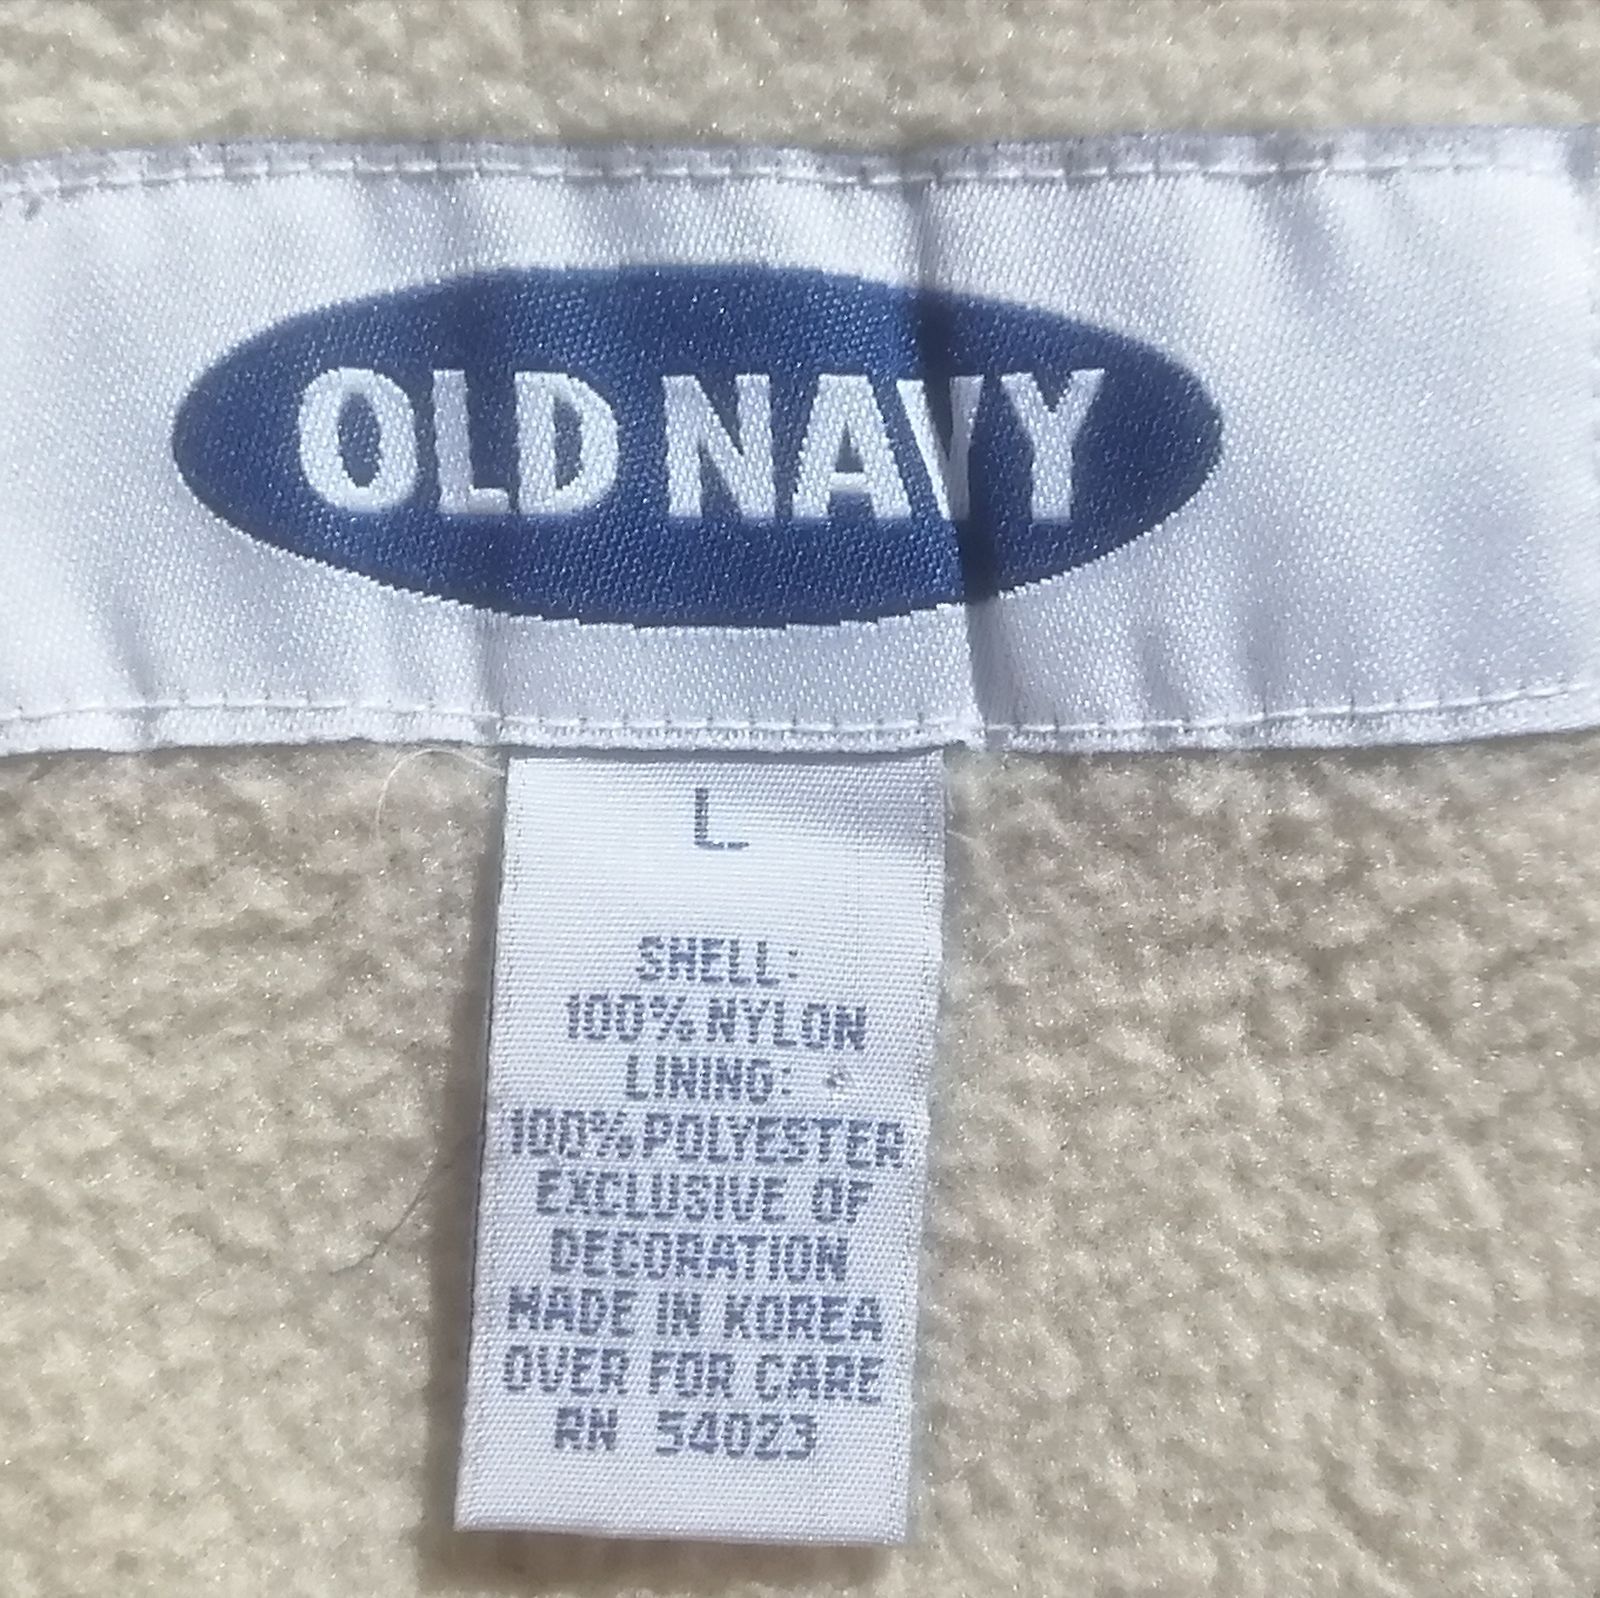 OLD NAVY
L
SHELL:
100% NYLON
LINING:
100% POLYESTER
EXCLUSIVE OF
DECORATION
MADE IN KOREA
OVER FOR CARE
RN 54023